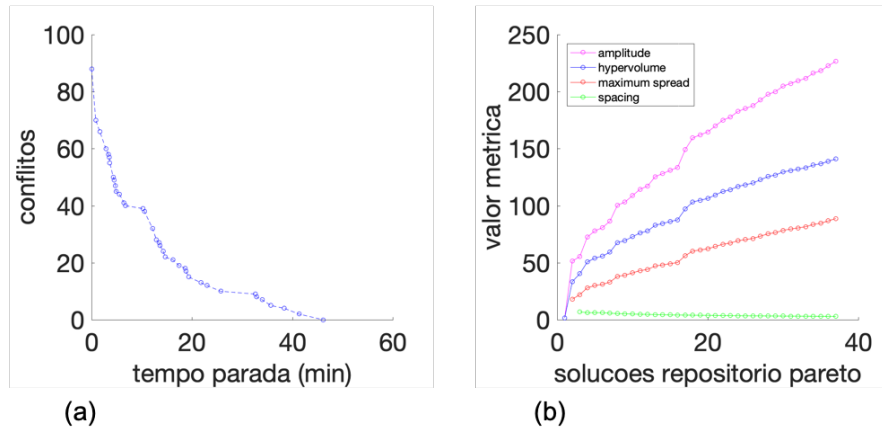 100
80
60
40
20
0
conflitos
0 20 40 60
tempo parada (min)
(a)
250
200
150
100
50
0
valor metrica
amplitude
hypervolume
maximum spread
spacing
0 20 40
solucoes repositorio pareto
(b)